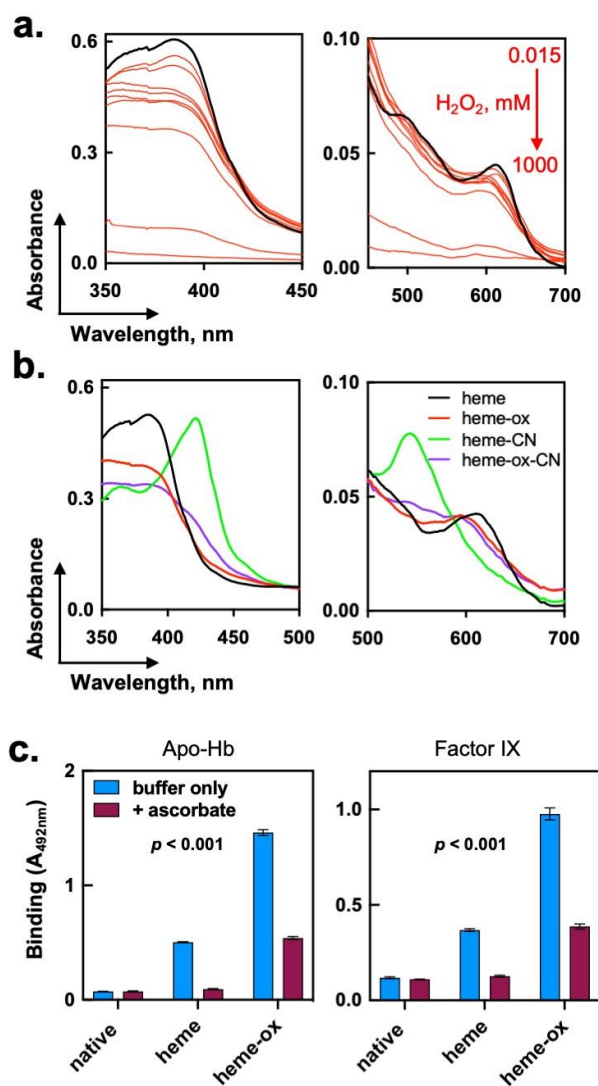 a.
0.6
0.3
0.0
350
400
450
0.10
0.05
0.00
500
600
700
0.015
H₂O₂, mM
1000
Absorbance
Wavelength, nm
b.
0.6
0.3
0.0
350
400
450
500
0.10
0.05
0.00
500
600
700
heme
heme-ox
heme-CN
heme-ox-CN
Absorbance
Wavelength, nm
c.
Apo-Hb
Factor IX
2
1
0
buffer only
+ ascorbate
p < 0.001
1.0
0.5
0.0
p < 0.001
Binding (A₄₉₂ₙₘ)
native
heme
heme-ox
native
heme
heme-ox